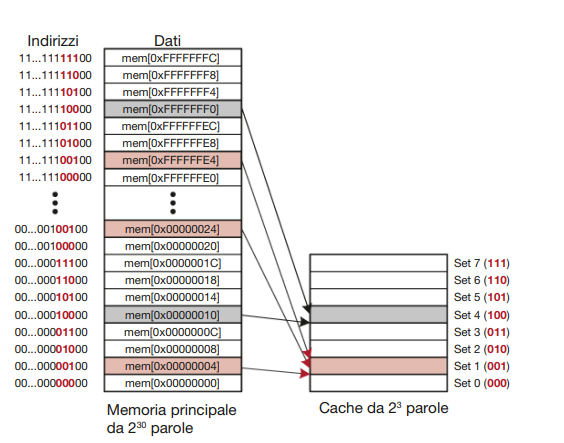 Indirizzi Dati
11...11111100 mem[0xFFFFFFFC]
11...11111000 mem[0xFFFFFFF8]
11...11110100 mem[0xFFFFFFF4]
11...11110000 mem[0xFFFFFFF0]
11...11101100 mem[0xFFFFFFEC]
11...11101000 mem[0xFFFFFFE8]
11...11100100 mem[0xFFFFFFE4]
11...11100000 mem[0xFFFFFFE0]
00...00100100 mem[0x00000024]
00...00100000 mem[0x00000020]
00...00011100 mem[0x0000001C] Set 7 (111)
00...00011000 mem[0x00000018] Set 6 (110)
00...00010100 mem[0x00000014] Set 5 (101)
00...00010000 mem[0x00000010] Set 4 (100)
00...00001100 mem[0x0000000C] Set 3 (011)
00...00001000 mem[0x00000008] Set 2 (010)
00...00000100 mem[0x00000004] Set 1 (001)
00...00000000 mem[0x00000000] Set 0 (000)
Memoria principale
da 2³⁰ parole
Cache da 2³ parole